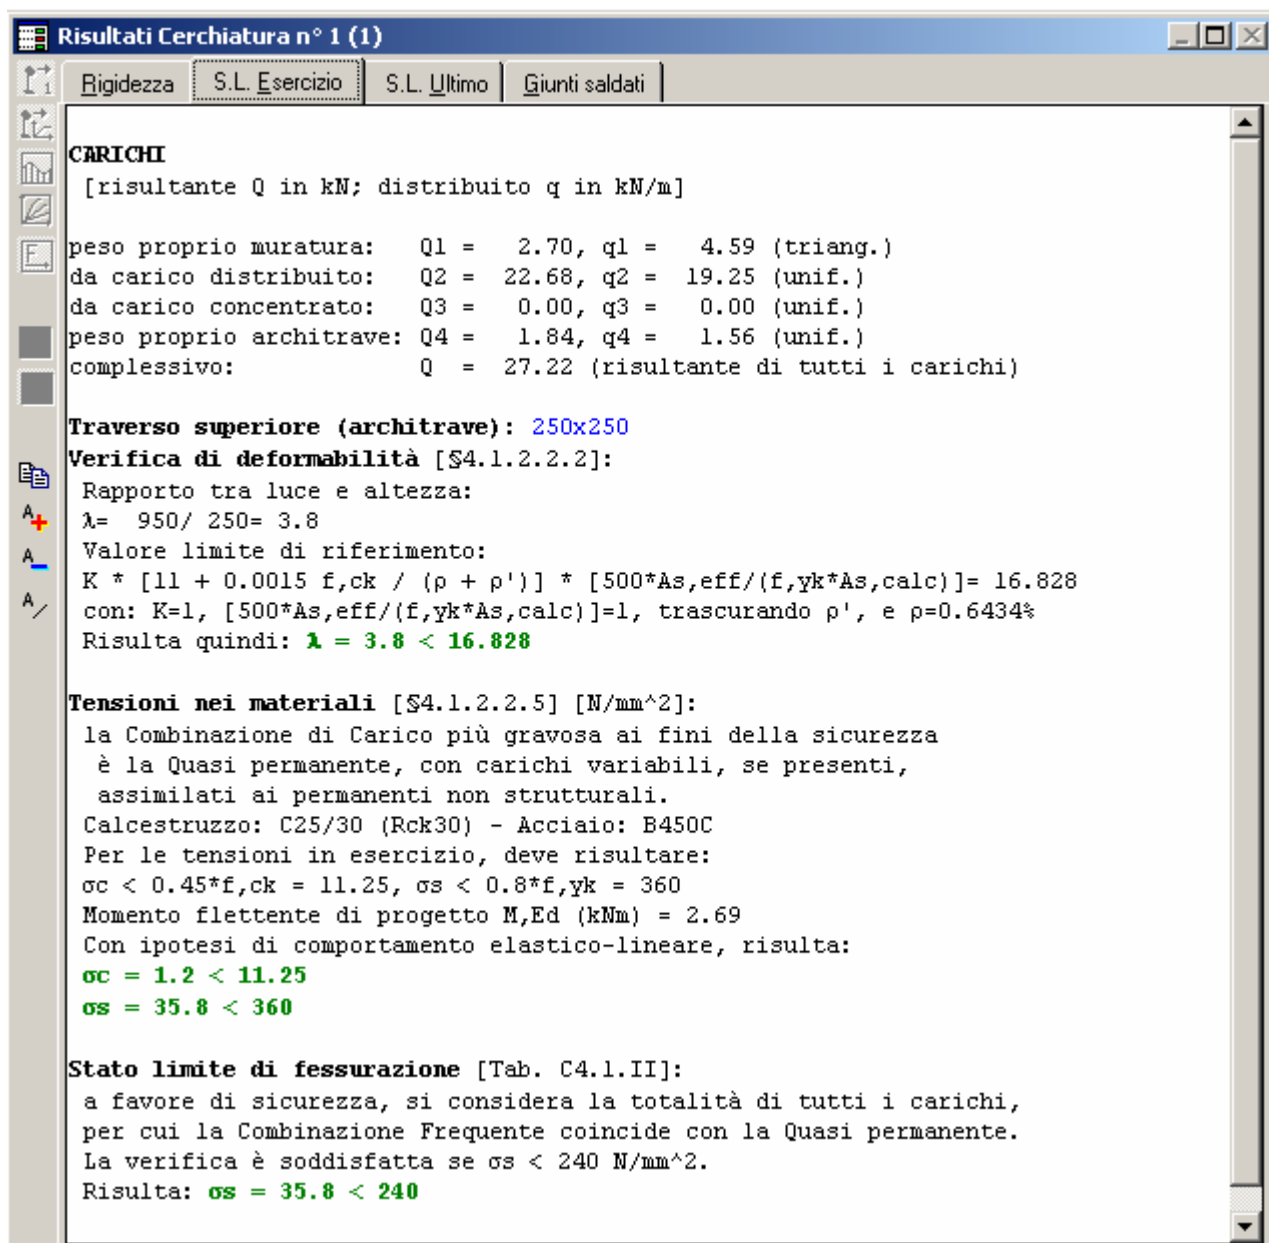 Risultati Cerchiatura n° 1 (1)
Rigidezza S.L. Esercizio S.L. Ultimo Giunti saldati
CARICHI
[risultante Q in kN; distribuito q in kN/m]
peso proprio muratura: Q1 = 2.70, q1 = 4.59 (triang.)
da carico distribuito: Q2 = 22.68, q2 = 19.25 (unif.)
da carico concentrato: Q3 = 0.00, q3 = 0.00 (unif.)
peso proprio architrave: Q4 = 1.84, q4 = 1.56 (unif.)
complessivo: Q = 27.22 (risultante di tutti i carichi)
Traverso superiore (architrave): 250x250
Verifica di deformabilità [§4.1.2.2.2]:
Rapporto tra luce e altezza:
λ= 950/ 250= 3.8
Valore limite di riferimento:
K * [11 + 0.0015 f,ck / (ρ + ρ')] * [500*As,eff/(f,yk*As,calc)]= 16.828
con: K=1, [500*As,eff/(f,yk*As,calc)]=1, trascurando ρ', e ρ=0.6434%
Risulta quindi: λ = 3.8 < 16.828
Tensioni nei materiali [§4.1.2.2.5] [N/mm^2]:
la Combinazione di Carico più gravosa ai fini della sicurezza
è la Quasi permanente, con carichi variabili, se presenti,
assimilati ai permanenti non strutturali.
Calcestruzzo: C25/30 (Rck30) - Acciaio: B450C
Per le tensioni in esercizio, deve risultare:
σc < 0.45*f,ck = 11.25, σs < 0.8*f,yk = 360
Momento flettente di progetto M,Ed (kNm) = 2.69
Con ipotesi di comportamento elastico-lineare, risulta:
σc = 1.2 < 11.25
σs = 35.8 < 360
Stato limite di fessurazione [Tab. C4.1.II]:
a favore di sicurezza, si considera la totalità di tutti i carichi,
per cui la Combinazione Frequente coincide con la Quasi permanente.
La verifica è soddisfatta se σs < 240 N/mm^2.
Risulta: σs = 35.8 < 240